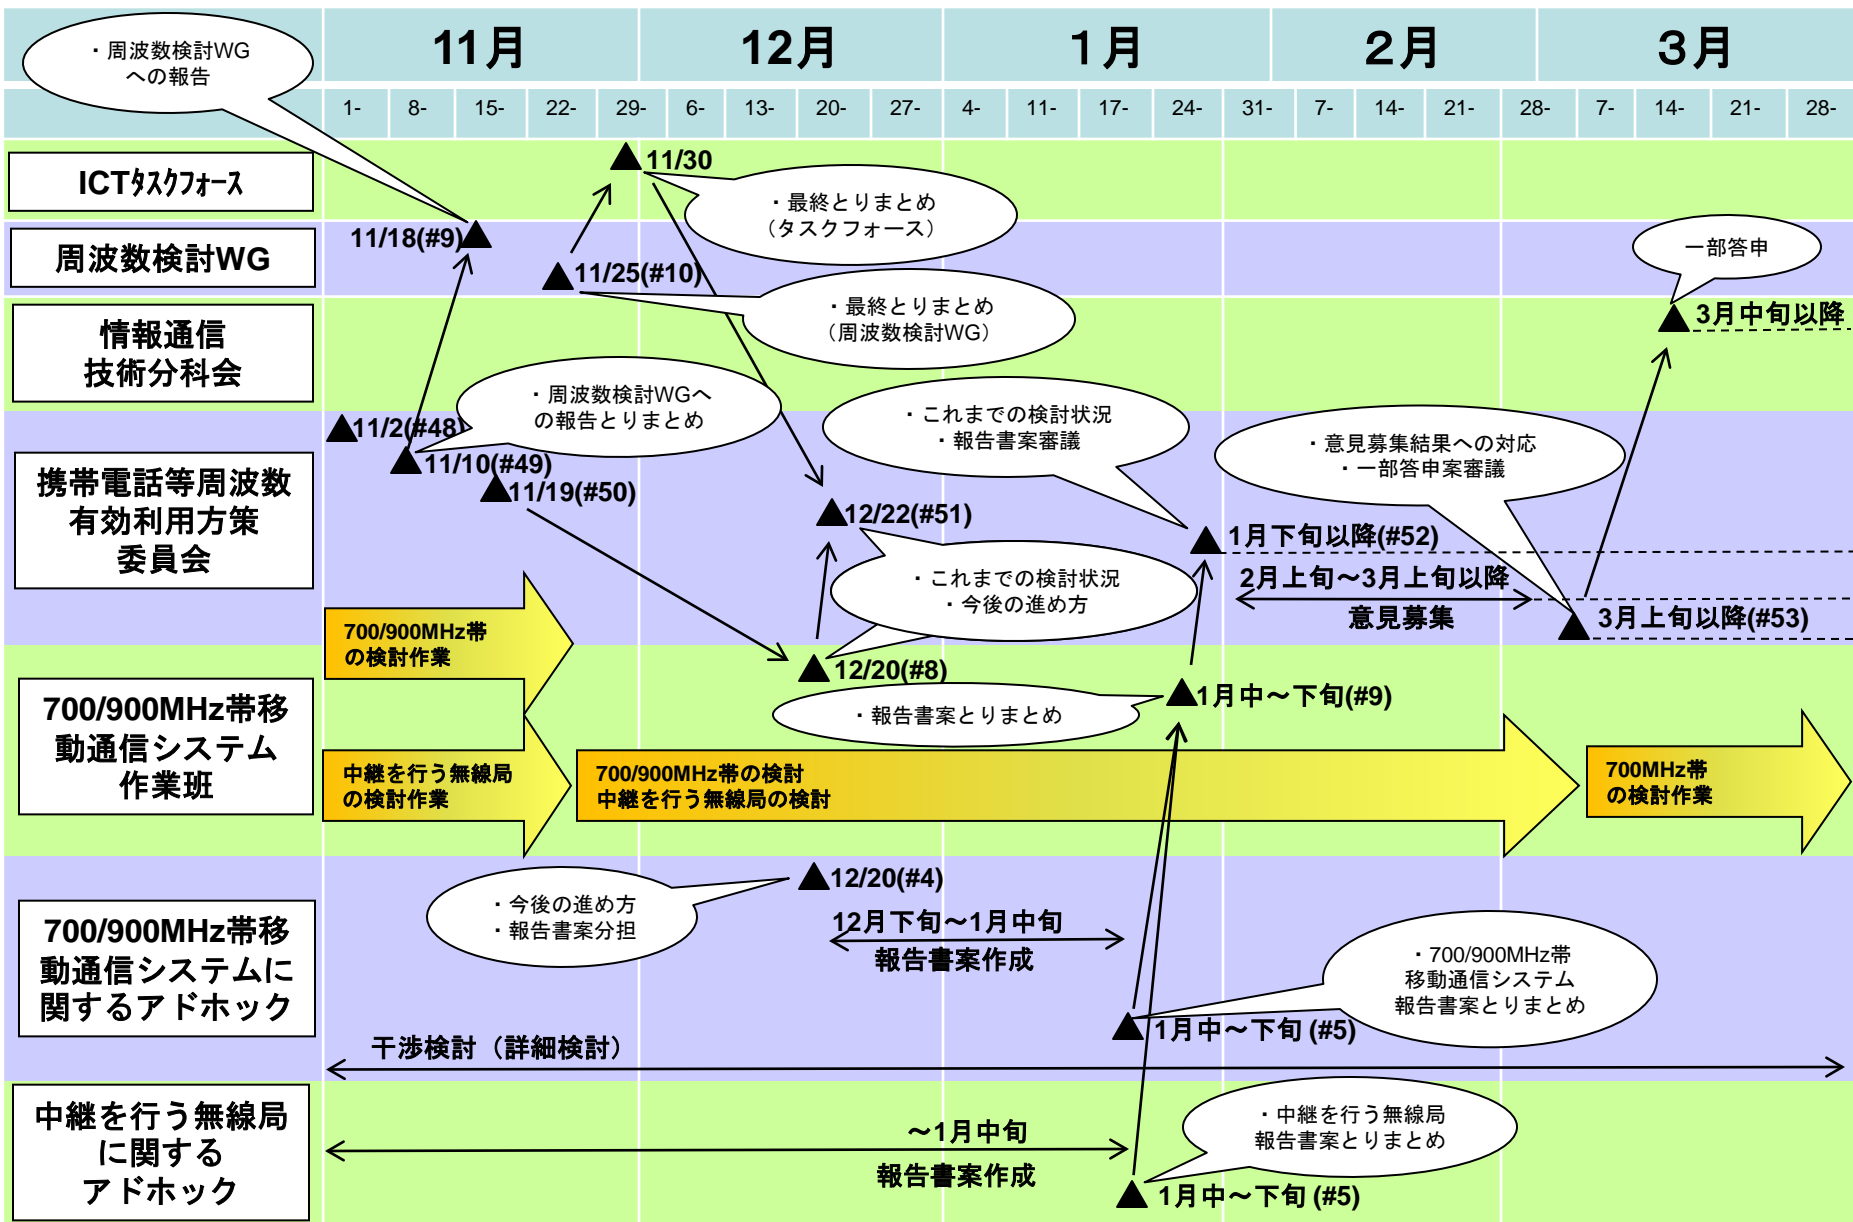 ・周波数検討WG
への報告
11月
12月
1月
2月
3月
1-
8-
15-
22-
29-
6-
13-
20-
27-
4-
11-
17-
24-
31-
7-
14-
21-
28-
7-
14-
21-
28-
ICTﾀｽｸﾌｫｰｽ
▲11/30
・最終とりまとめ
（タスクフォース）
周波数検討WG
11/18(#9)▲
▲11/25(#10)
・最終とりまとめ
（周波数検討WG）
一部答申
情報通信
技術分科会
▲3月中旬以降
携帯電話等周波数
有効利用方策
委員会
▲11/2(#48)
▲11/10(#49)
▲11/19(#50)
・周波数検討WGへ
の報告とりまとめ
▲12/22(#51)
・これまでの検討状況
・報告書案審議
・これまでの検討状況
・今後の進め方
▲1月下旬以降(#52)
・意見募集結果への対応
・一部答申案審議
2月上旬～3月上旬以降
意見募集
▲3月上旬以降(#53)
700/900MHz帯
の検討作業
700/900MHz帯移
動通信システム
作業班
▲12/20(#8)
・報告書案とりまとめ
▲1月中～下旬(#9)
中継を行う無線局
の検討作業
700/900MHz帯の検討
中継を行う無線局の検討
700MHz帯
の検討作業
700/900MHz帯移
動通信システムに
関するアドホック
・今後の進め方
・報告書案分担
▲12/20(#4)
12月下旬～1月中旬
報告書案作成
・700/900MHz帯
移動通信システム
報告書案とりまとめ
▲1月中～下旬 (#5)
干渉検討（詳細検討）
中継を行う無線局
に関する
アドホック
～1月中旬
報告書案作成
・中継を行う無線局
報告書案とりまとめ
▲1月中～下旬 (#5)